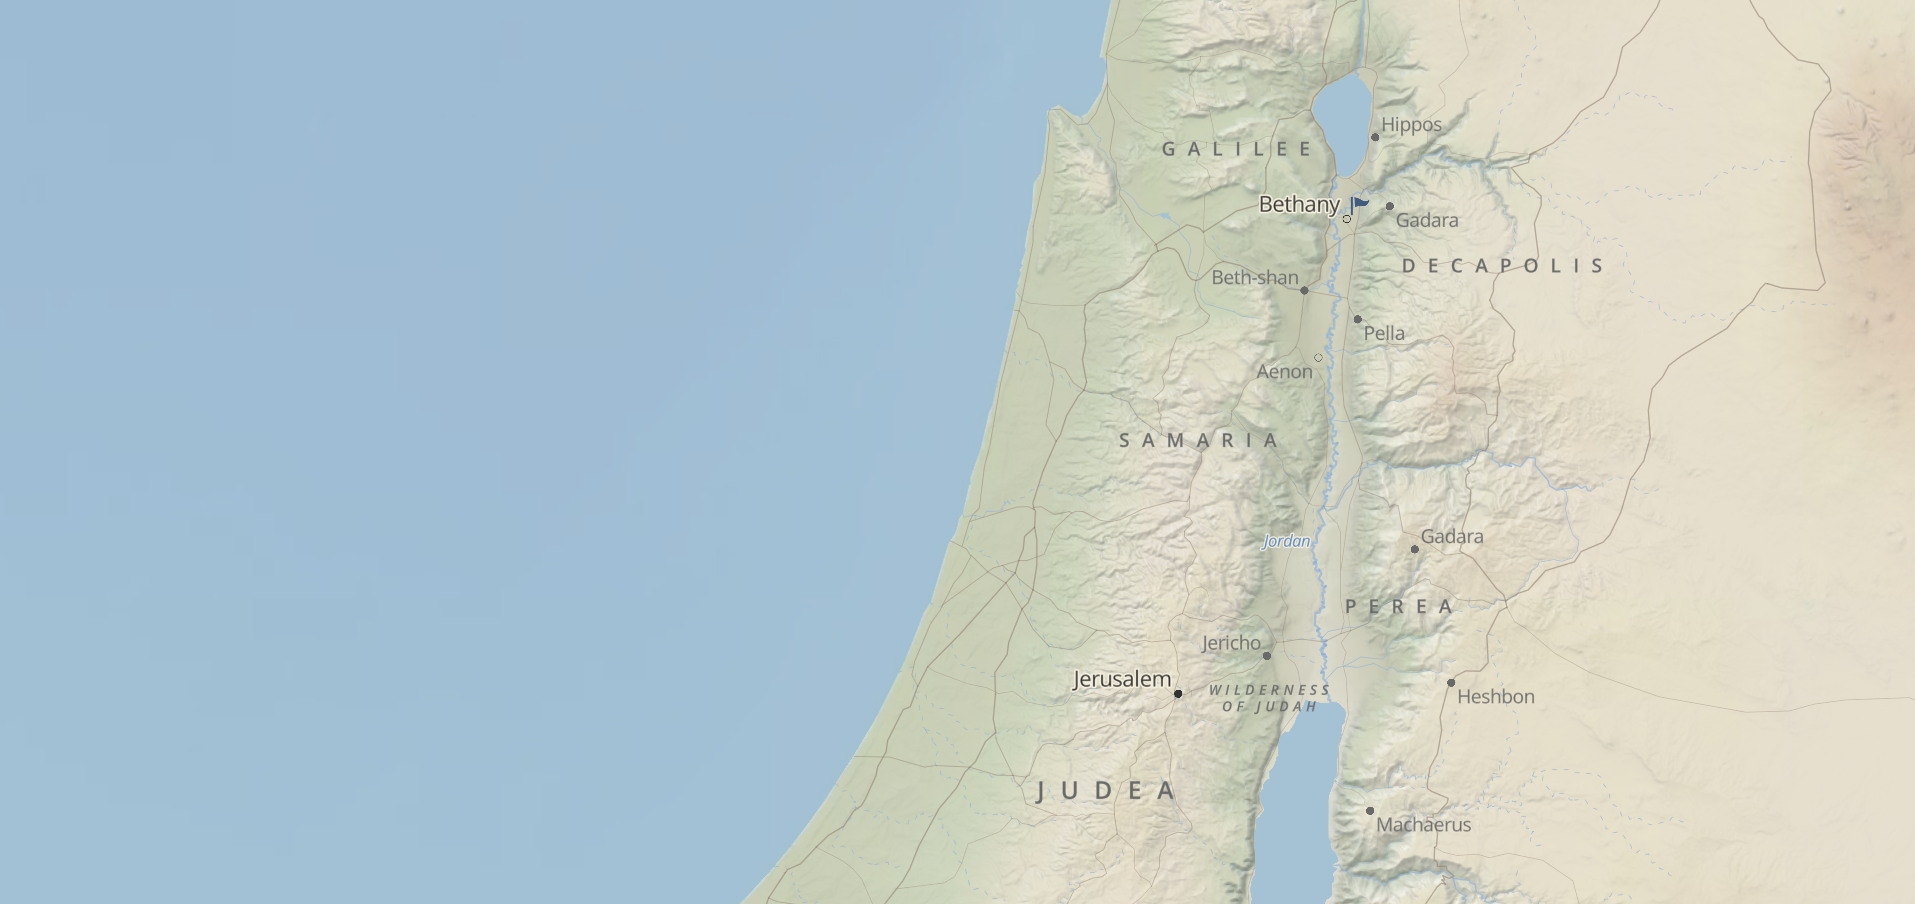 Hippos
GALILEE
Bethany
Gadara
DECAPOLIS
Beth-shan
Pella
Aenon
SAMARIA
Jordan
Gadara
PEREA
Jericho
Jerusalem
WILDERNESS
OF JUDAH
Heshbon
JUDEA
Machaerus